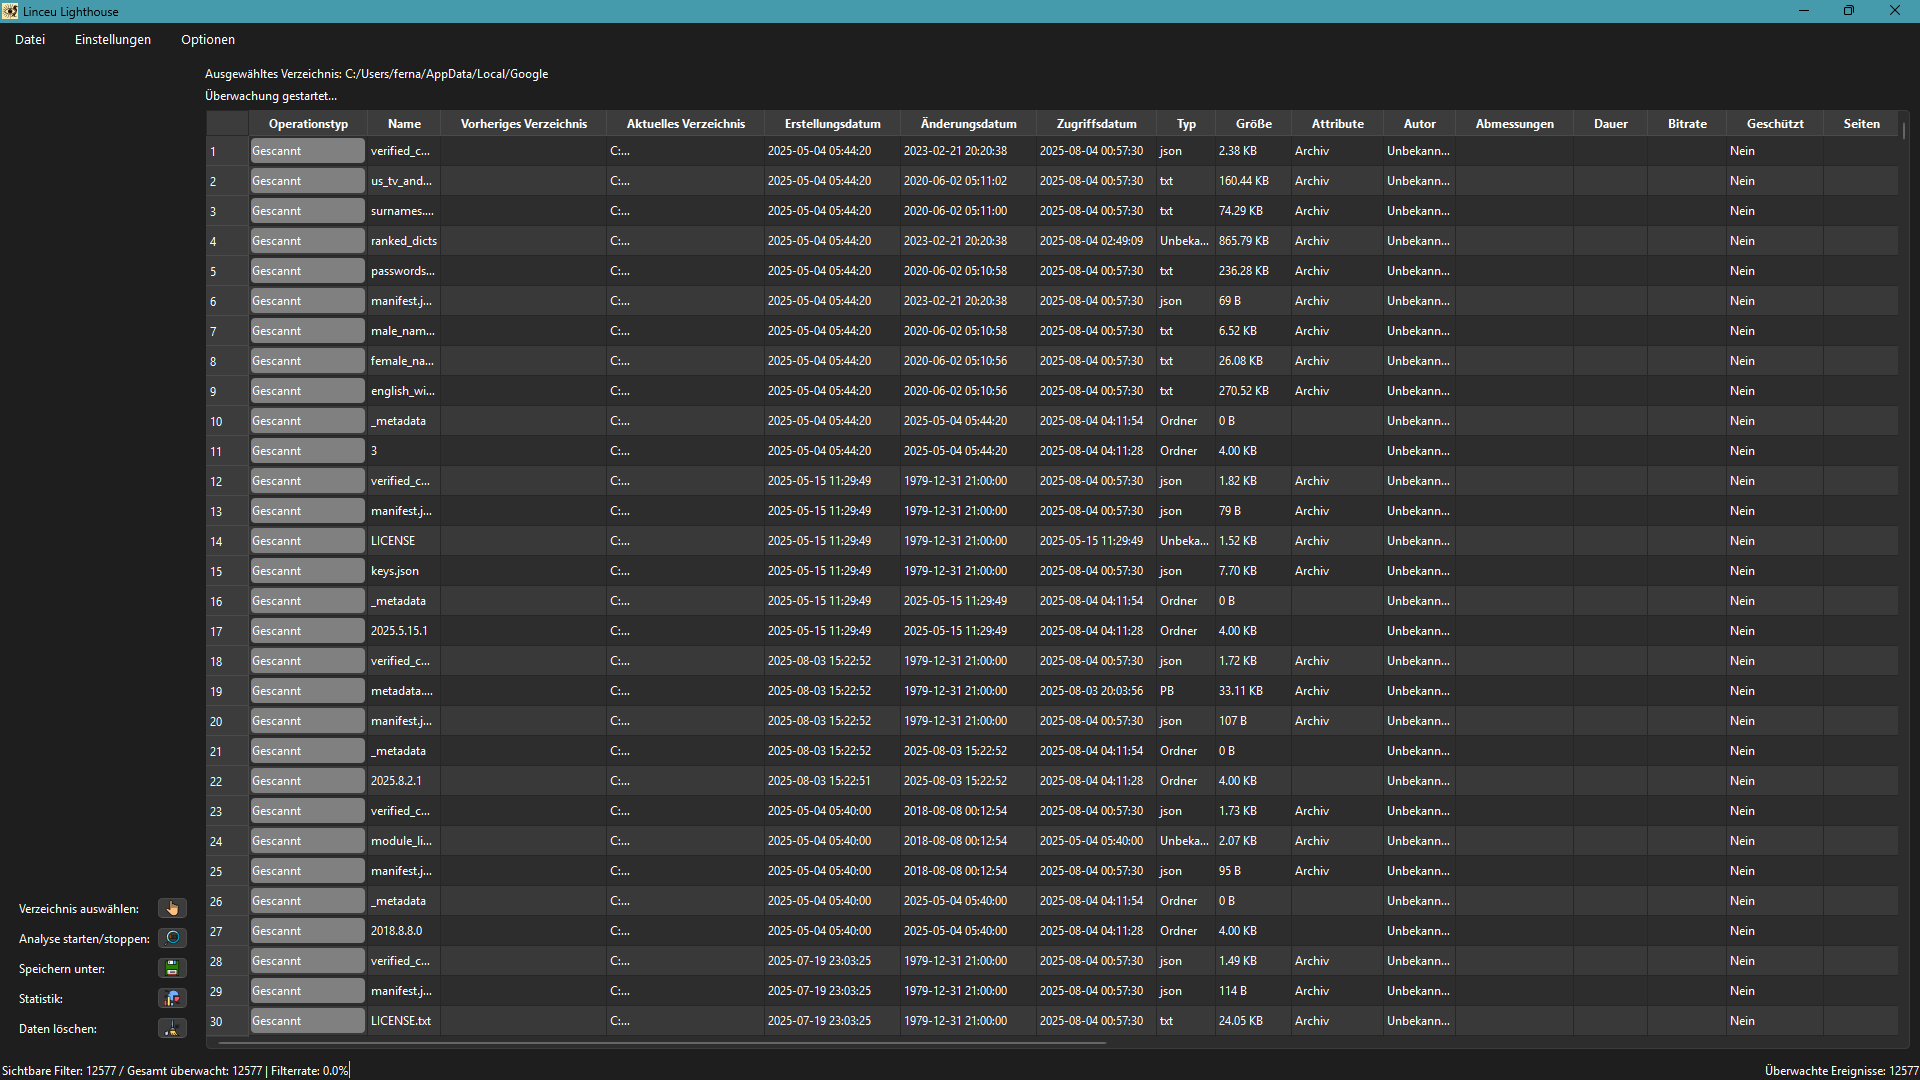 Linceu Lighthouse
Datei Einstellungen Optionen
Ausgewähltes Verzeichnis: C:/Users/ferna/AppData/Local/Google
Überwachung gestartet...
Operationstyp Name Vorheriges Verzeichnis Aktuelles Verzeichnis Erstellungsdatum Änderungsdatum Zugriffsdatum Typ Größe Attribute Autor Abmessungen Dauer Bitrate Geschützt Seiten
1 Gescannt verified_c... C:... 2025-05-04 05:44:20 2023-02-21 20:20:38 2025-08-04 00:57:30 json 2.38 KB Archiv Unbekann... Nein
2 Gescannt us_tv_and... C:... 2025-05-04 05:44:20 2020-06-02 05:11:02 2025-08-04 00:57:30 txt 160.44 KB Archiv Unbekann... Nein
3 Gescannt surnames.... C:... 2025-05-04 05:44:20 2020-06-02 05:11:00 2025-08-04 00:57:30 txt 74.29 KB Archiv Unbekann... Nein
4 Gescannt ranked_dicts C:... 2025-05-04 05:44:20 2023-02-21 20:20:38 2025-08-04 02:49:09 Unbeka... 865.79 KB Archiv Unbekann... Nein
5 Gescannt passwords... C:... 2025-05-04 05:44:20 2020-06-02 05:10:58 2025-08-04 00:57:30 txt 236.28 KB Archiv Unbekann... Nein
6 Gescannt manifest.j... C:... 2025-05-04 05:44:20 2023-02-21 20:20:38 2025-08-04 00:57:30 json 69 B Archiv Unbekann... Nein
7 Gescannt male_nam... C:... 2025-05-04 05:44:20 2020-06-02 05:10:58 2025-08-04 00:57:30 txt 6.52 KB Archiv Unbekann... Nein
8 Gescannt female_na... C:... 2025-05-04 05:44:20 2020-06-02 05:10:56 2025-08-04 00:57:30 txt 26.08 KB Archiv Unbekann... Nein
9 Gescannt english_wi... C:... 2025-05-04 05:44:20 2020-06-02 05:10:56 2025-08-04 00:57:30 txt 270.52 KB Archiv Unbekann... Nein
10 Gescannt _metadata C:... 2025-05-04 05:44:20 2025-05-04 05:44:20 2025-08-04 04:11:54 Ordner 0 B Unbekann... Nein
11 Gescannt 3 C:... 2025-05-04 05:44:20 2025-05-04 05:44:20 2025-08-04 04:11:28 Ordner 4.00 KB Unbekann... Nein
12 Gescannt verified_c... C:... 2025-05-15 11:29:49 1979-12-31 21:00:00 2025-08-04 00:57:30 json 1.82 KB Archiv Unbekann... Nein
13 Gescannt manifest.j... C:... 2025-05-15 11:29:49 1979-12-31 21:00:00 2025-08-04 00:57:30 json 79 B Archiv Unbekann... Nein
14 Gescannt LICENSE C:... 2025-05-15 11:29:49 1979-12-31 21:00:00 2025-05-15 11:29:49 Unbeka... 1.52 KB Archiv Unbekann... Nein
15 Gescannt keys.json C:... 2025-05-15 11:29:49 1979-12-31 21:00:00 2025-08-04 00:57:30 json 7.70 KB Archiv Unbekann... Nein
16 Gescannt _metadata C:... 2025-05-15 11:29:49 2025-05-15 11:29:49 2025-08-04 04:11:54 Ordner 0 B Unbekann... Nein
17 Gescannt 2025.5.15.1 C:... 2025-05-15 11:29:49 2025-05-15 11:29:49 2025-08-04 04:11:28 Ordner 4.00 KB Unbekann... Nein
18 Gescannt verified_c... C:... 2025-08-03 15:22:52 1979-12-31 21:00:00 2025-08-04 00:57:30 json 1.72 KB Archiv Unbekann... Nein
19 Gescannt metadata.... C:... 2025-08-03 15:22:52 1979-12-31 21:00:00 2025-08-03 20:03:56 PB 33.11 KB Archiv Unbekann... Nein
20 Gescannt manifest.j... C:... 2025-08-03 15:22:52 1979-12-31 21:00:00 2025-08-04 00:57:30 json 107 B Archiv Unbekann... Nein
21 Gescannt _metadata C:... 2025-08-03 15:22:52 2025-08-03 15:22:52 2025-08-04 04:11:54 Ordner 0 B Unbekann... Nein
22 Gescannt 2025.8.2.1 C:... 2025-08-03 15:22:51 2025-08-03 15:22:52 2025-08-04 04:11:28 Ordner 4.00 KB Unbekann... Nein
23 Gescannt verified_c... C:... 2025-05-04 05:40:00 2018-08-08 00:12:54 2025-08-04 00:57:30 json 1.73 KB Archiv Unbekann... Nein
24 Gescannt module_li... C:... 2025-05-04 05:40:00 2018-08-08 00:12:54 2025-05-04 05:40:00 Unbeka... 2.07 KB Archiv Unbekann... Nein
25 Gescannt manifest.j... C:... 2025-05-04 05:40:00 2018-08-08 00:12:54 2025-08-04 00:57:30 json 95 B Archiv Unbekann... Nein
26 Gescannt _metadata C:... 2025-05-04 05:40:00 2025-05-04 05:40:00 2025-08-04 04:11:54 Ordner 0 B Unbekann... Nein
27 Gescannt 2018.8.8.0 C:... 2025-05-04 05:40:00 2025-05-04 05:40:00 2025-08-04 04:11:28 Ordner 4.00 KB Unbekann... Nein
28 Gescannt verified_c... C:... 2025-07-19 23:03:25 1979-12-31 21:00:00 2025-08-04 00:57:30 json 1.49 KB Archiv Unbekann... Nein
29 Gescannt manifest.j... C:... 2025-07-19 23:03:25 1979-12-31 21:00:00 2025-08-04 00:57:30 json 114 B Archiv Unbekann... Nein
30 Gescannt LICENSE.txt C:... 2025-07-19 23:03:25 1979-12-31 21:00:00 2025-08-04 00:57:30 txt 24.05 KB Archiv Unbekann... Nein
Verzeichnis auswählen:
Analyse starten/stoppen:
Speichern unter:
Statistik:
Daten löschen:
Sichtbare Filter: 12577 / Gesamt überwacht: 12577 | Filterrate: 0.0%
Überwachte Ereignisse: 12577